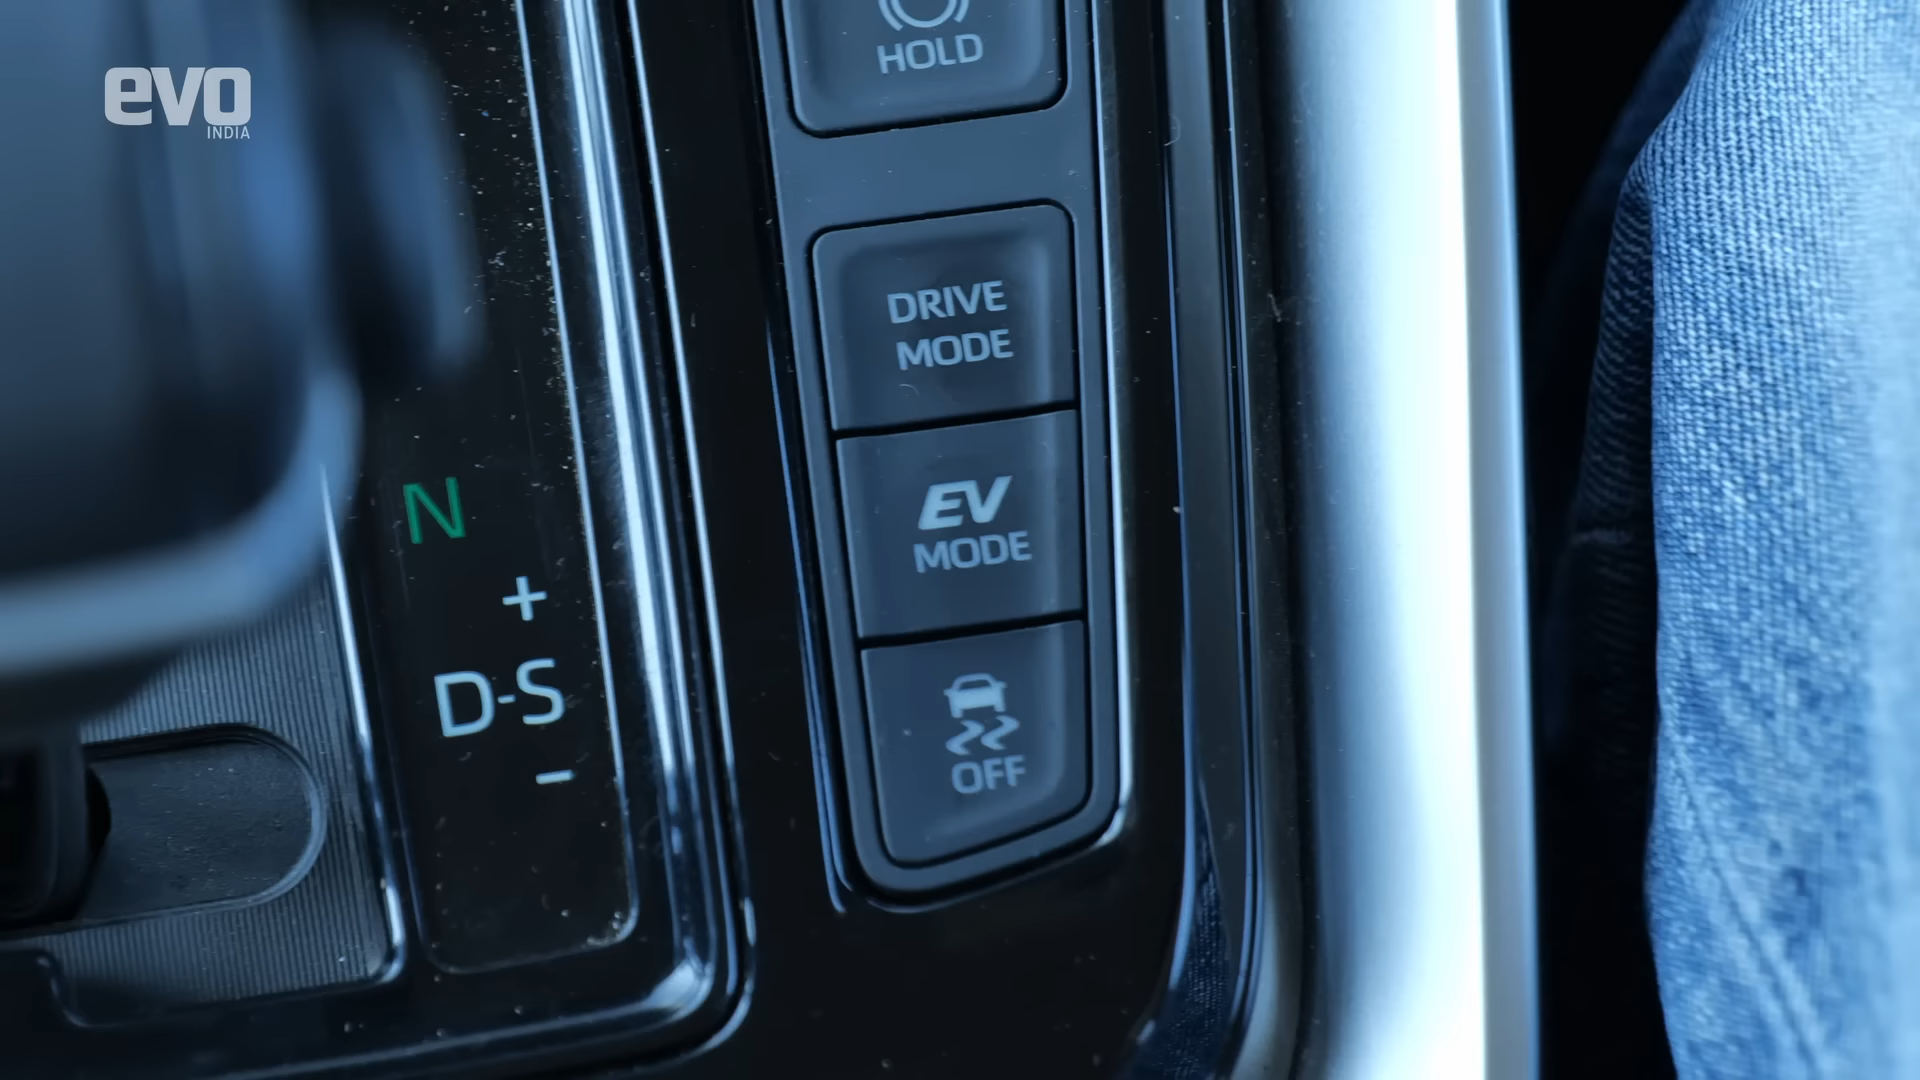 evo
INDIA
HOLD
DRIVE
MODE
EV
MODE
OFF
N
+
D-S
-